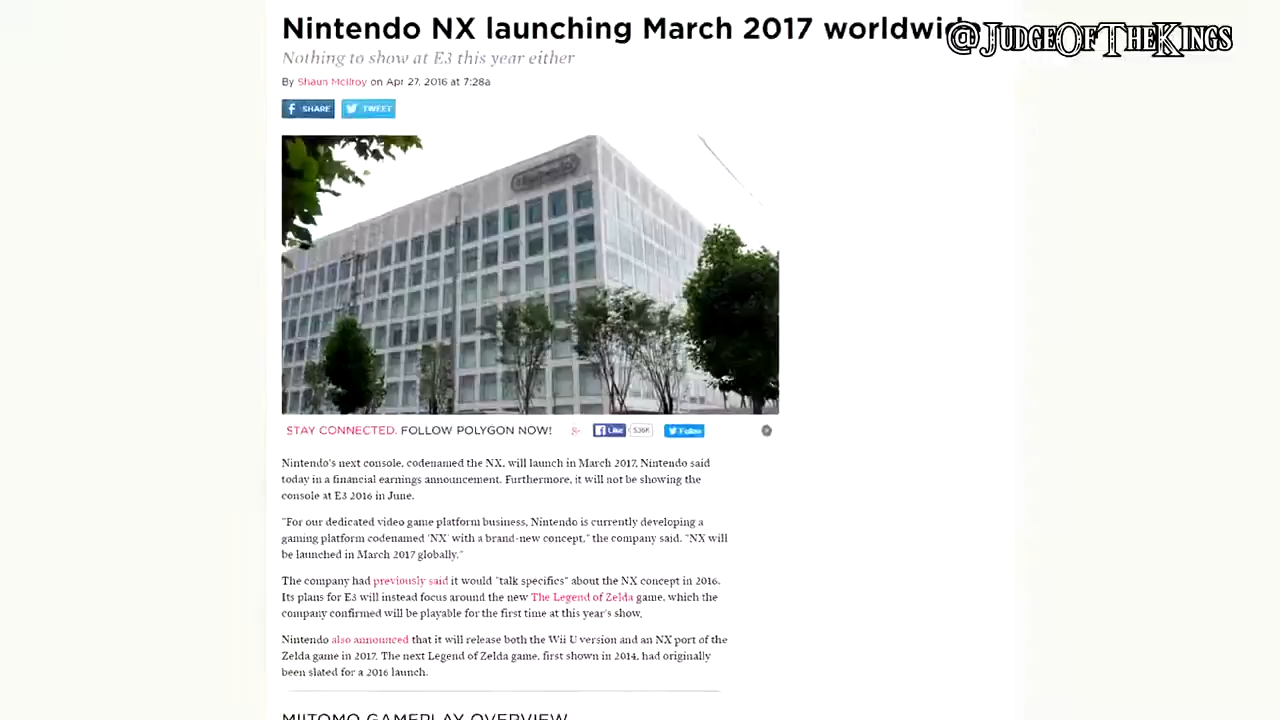 Nintendo NX launching March 2017 worldwide
@JudgeOfTheKings
Nothing to show at E3 this year either
By Shaun McIlroy on Apr 27, 2016 at 7:28a
SHARE TWEET
Nintendo
STAY CONNECTED. FOLLOW POLYGON NOW! g+ Like 536K Follow
Nintendo's next console, codenamed the NX, will launch in March 2017, Nintendo said
today in a financial earnings announcement. Furthermore, it will not be showing the
console at E3 2016 in June.
"For our dedicated video game platform business, Nintendo is currently developing a
gaming platform codenamed 'NX' with a brand-new concept," the company said. "NX will
be launched in March 2017 globally."
The company had previously said it would "talk specifics" about the NX concept in 2016.
Its plans for E3 will instead focus around the new The Legend of Zelda game, which the
company confirmed will be playable for the first time at this year's show.
Nintendo also announced that it will release both the Wii U version and an NX port of the
Zelda game in 2017. The next Legend of Zelda game, first shown in 2014, had originally
been slated for a 2016 launch.
MIITOMO GAMEPLAY OVERVIEW